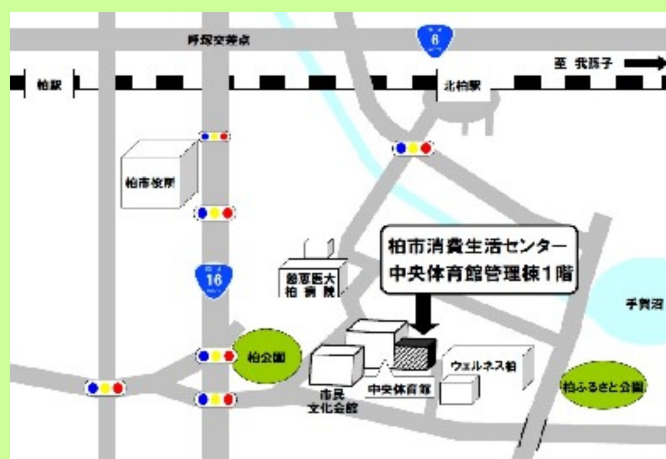 呼塚交差点
6
至 我孫子
柏駅
北柏駅
柏市役所
柏市消費生活センター
中央体育館管理棟1階
慈恵医大
柏病院
16
手賀沼
柏公園
ウェルネス柏
市民
文化会館
中央体育館
柏ふるさと公園